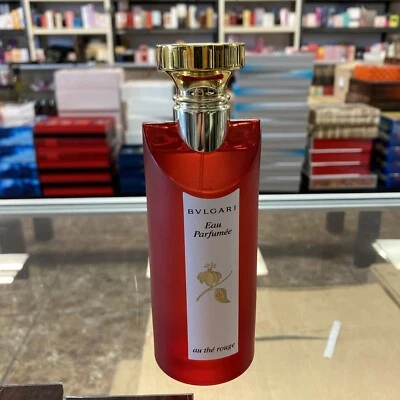 BVLGARI
Eau
Parfumée
au thé rouge